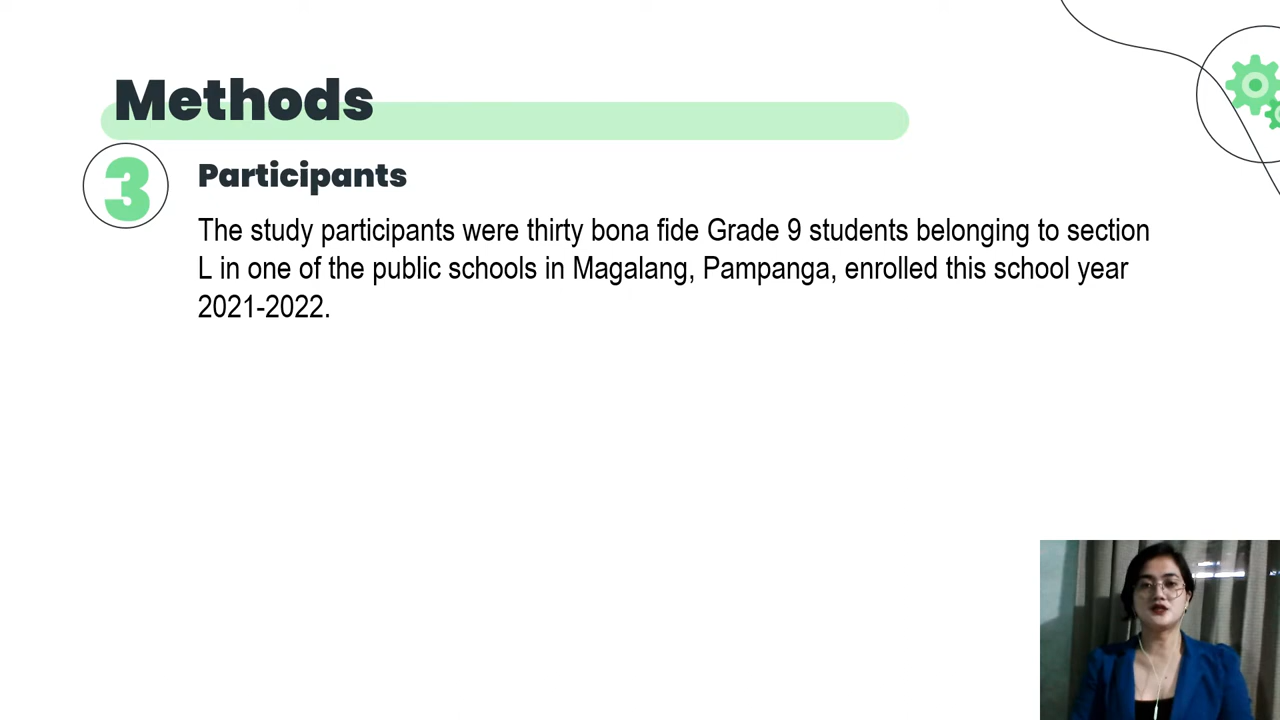 Methods
3
Participants
The study participants were thirty bona fide Grade 9 students belonging to section
L in one of the public schools in Magalang, Pampanga, enrolled this school year
2021-2022.